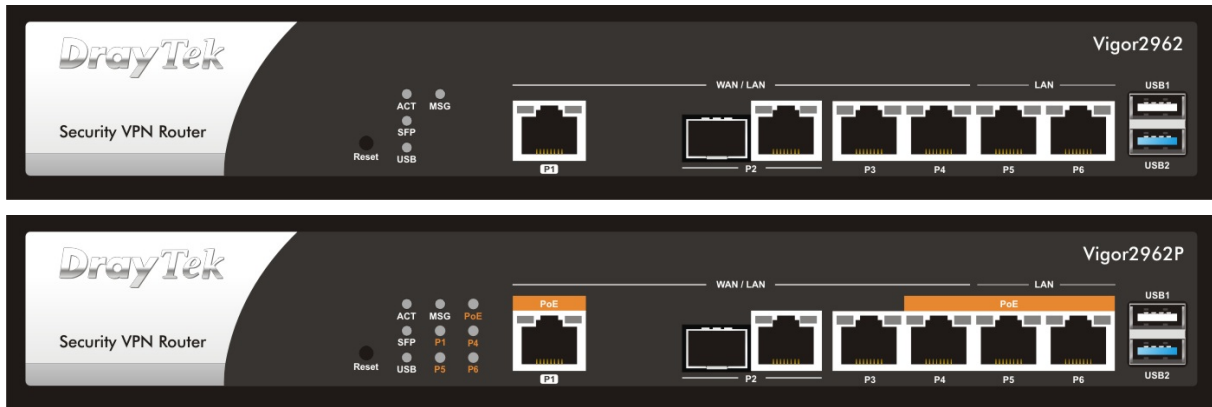 DrayTek
Vigor2962
WAN / LAN
LAN
USB1
ACT MSG
Security VPN Router
SFP
Reset
USB
P1
P2
P3
P4
P5
P6
USB2
DrayTek
Vigor2962P
WAN / LAN
LAN
PoE
PoE
USB1
ACT MSG PoE
Security VPN Router
SFP P1 P4
Reset
USB P5 P6
P1
P2
P3
P4
P5
P6
USB2